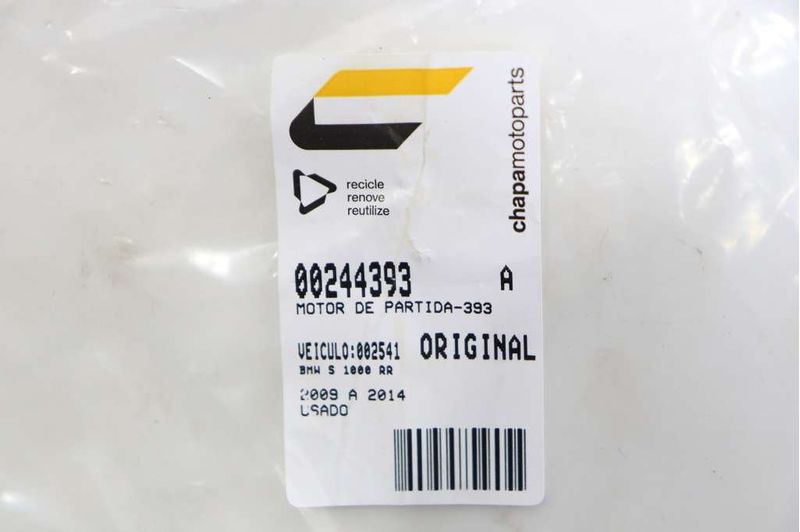 chapamotoparts
recicle
renove
reutilize
00244393 A
MOTOR DE PARTIDA-393
VEICULO:002541 ORIGINAL
BMW S 1000 RR
2009 A 2014
USADO